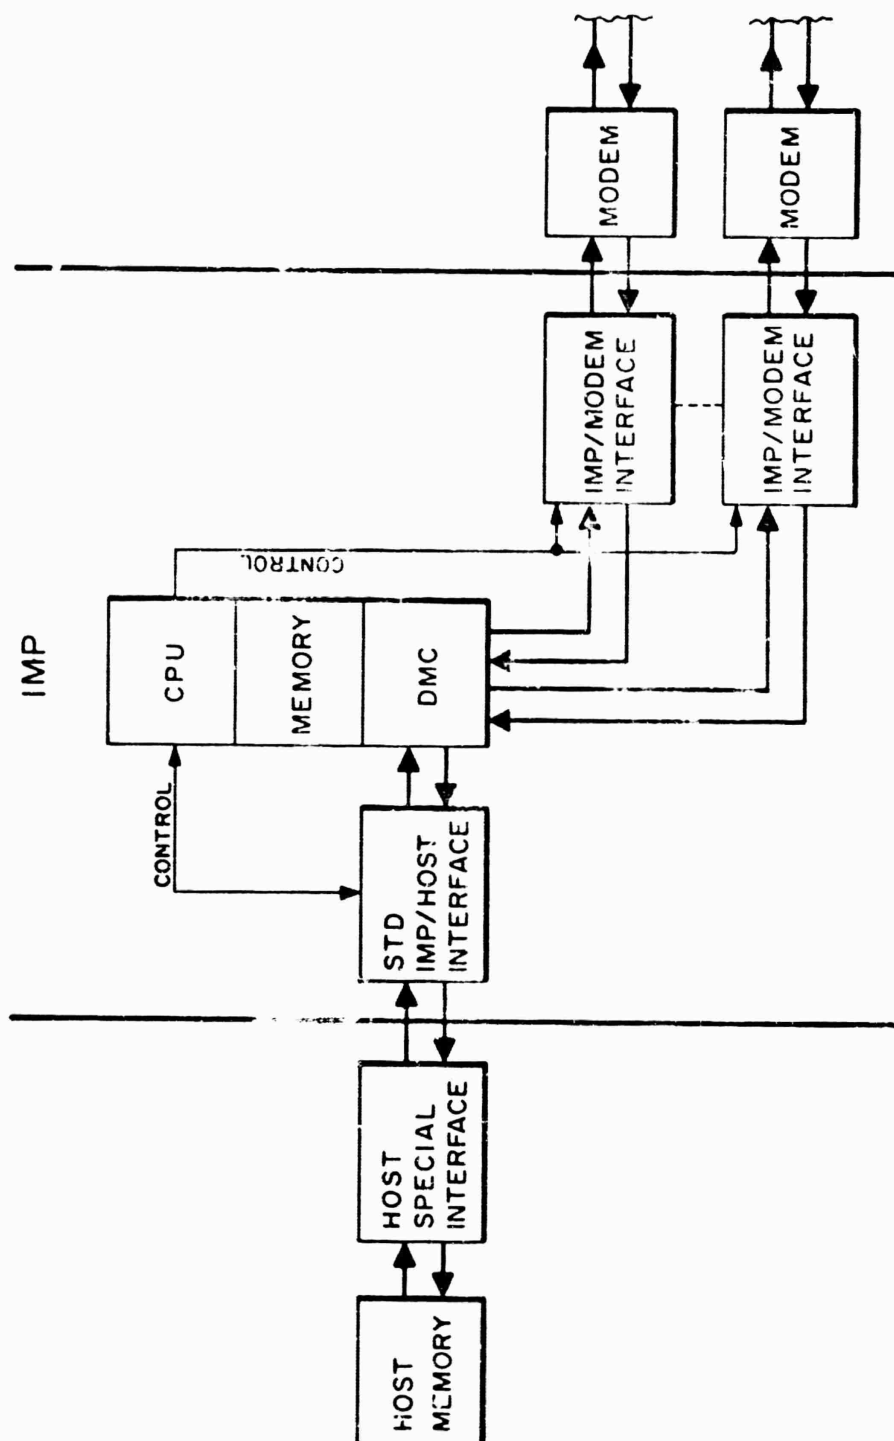 IMP
HOST
MEMORY
HOST
SPECIAL
INTERFACE
STD
IMP/HOST
INTERFACE
CONTROL
CPU
MEMORY
DMC
CONTROL
IMP/MODEM
INTERFACE
IMP/MODEM
INTERFACE
MODEM
MODEM